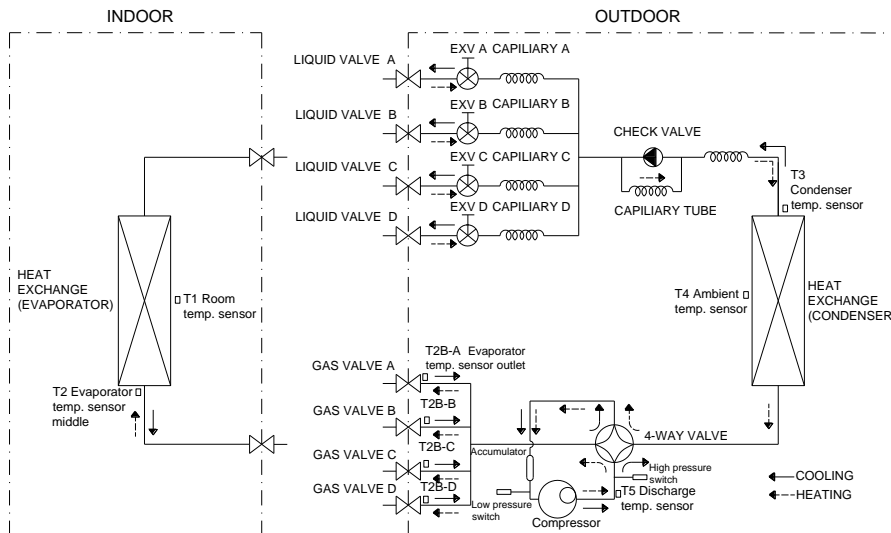 INDOOR
OUTDOOR
LIQUID VALVE A
EXV A CAPILIARY A
LIQUID VALVE B
EXV B CAPILIARY B
LIQUID VALVE C
EXV C CAPILIARY C
LIQUID VALVE D
EXV D CAPILIARY D
CHECK VALVE
CAPILIARY TUBE
T3
Condenser
temp. sensor
HEAT
EXCHANGE
(EVAPORATOR)
T1 Room
temp. sensor
T4 Ambient
temp. sensor
HEAT
EXCHANGE
(CONDENSER)
T2 Evaporator
temp. sensor
middle
GAS VALVE A
T2B-A Evaporator
temp. sensor outlet
GAS VALVE B
T2B-B
GAS VALVE C
T2B-C
GAS VALVE D
T2B-D
Accumulator
4-WAY VALVE
High pressure
switch
Low pressure
switch
Compressor
T5 Discharge
temp. sensor
COOLING
HEATING